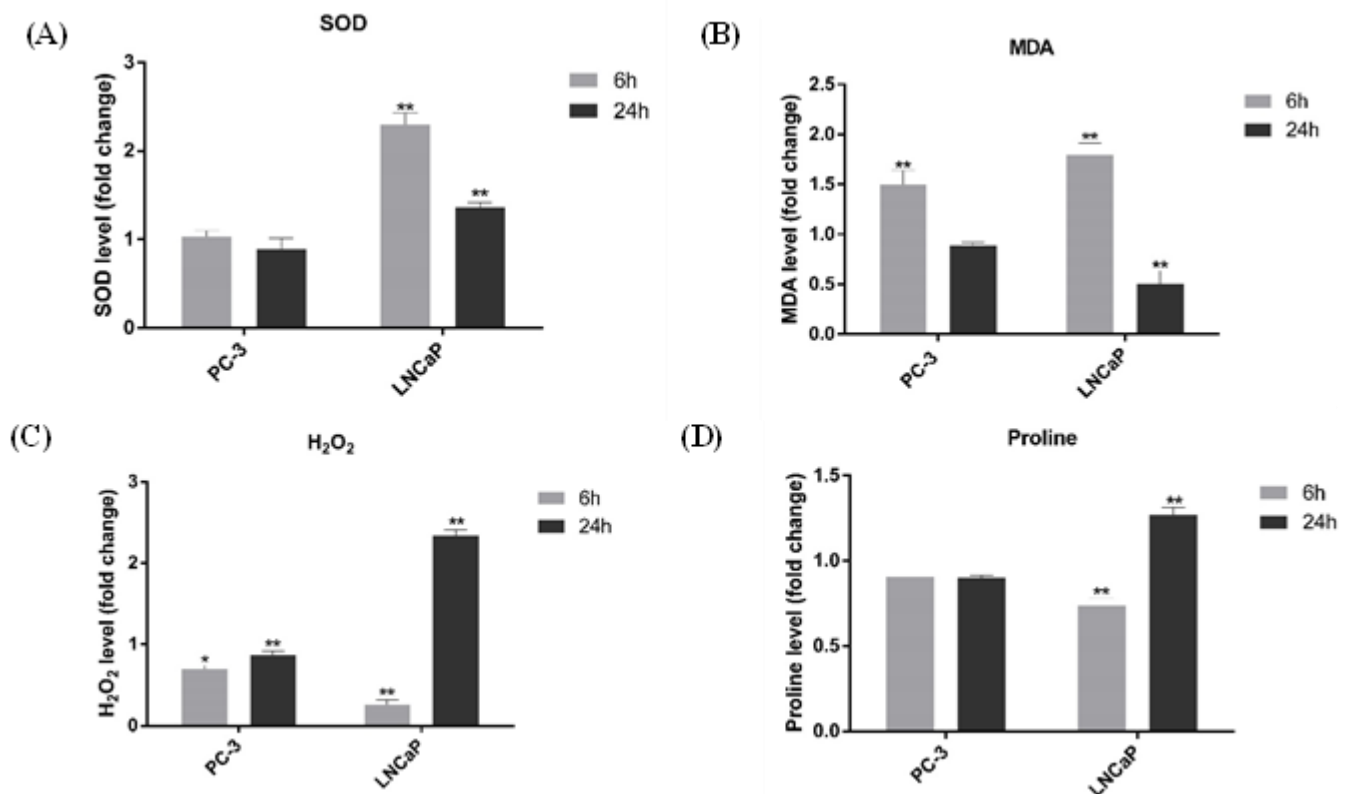 (A)
SOD
SOD level (fold change)
3
2
1
0
**
**
PC-3
LNCaP
6h
24h
(B)
MDA
MDA level (fold change)
2.5
2.0
1.5
1.0
0.5
0.0
**
**
**
PC-3
LNCaP
6h
24h
(C)
H₂O₂
H₂O₂ level (fold change)
3
2
1
0
*
**
**
**
PC-3
LNCaP
6h
24h
(D)
Proline
Proline level (fold change)
1.5
1.0
0.5
0.0
**
**
PC-3
LNCaP
6h
24h